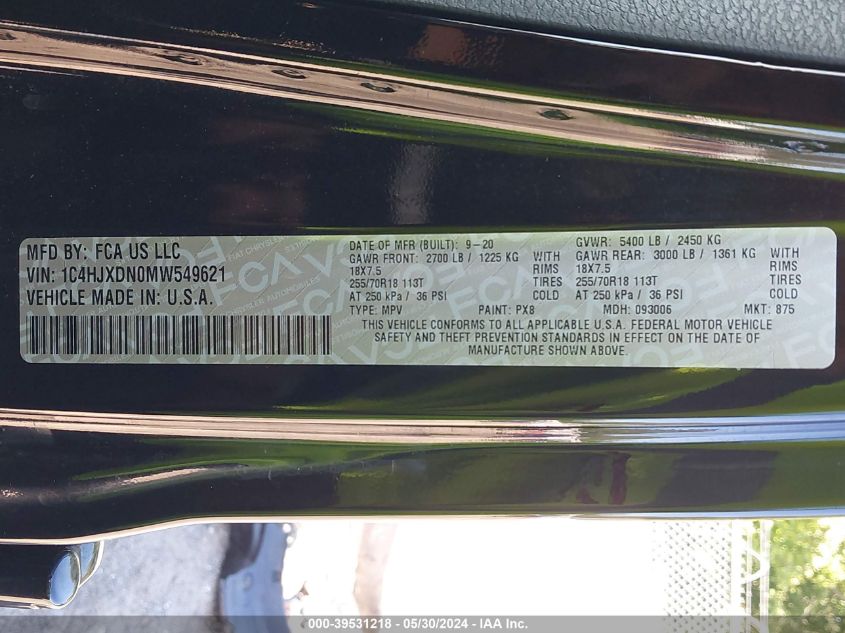 MFD BY: FCA US LLC
VIN: 1C4HJXDN0MW549621
VEHICLE MADE IN: U.S.A.
DATE OF MFR (BUILT): 9-20 GVWR: 5400 LB / 2450 KG
GAWR FRONT: 2700 LB / 1225 KG WITH GAWR REAR: 3000 LB / 1361 KG WITH
18X7.5 RIMS 18X7.5 RIMS
255/70R18 113T TIRES 255/70R18 113T TIRES
AT 250 kPa / 36 PSI COLD AT 250 kPa / 36 PSI COLD
TYPE: MPV PAINT: PX8 MDH: 093006 MKT: 875
THIS VEHICLE CONFORMS TO ALL APPLICABLE U.S.A. FEDERAL MOTOR VEHICLE
SAFETY AND THEFT PREVENTION STANDARDS IN EFFECT ON THE DATE OF
MANUFACTURE SHOWN ABOVE.
000-39531218 - 05/30/2024 - IAA Inc.